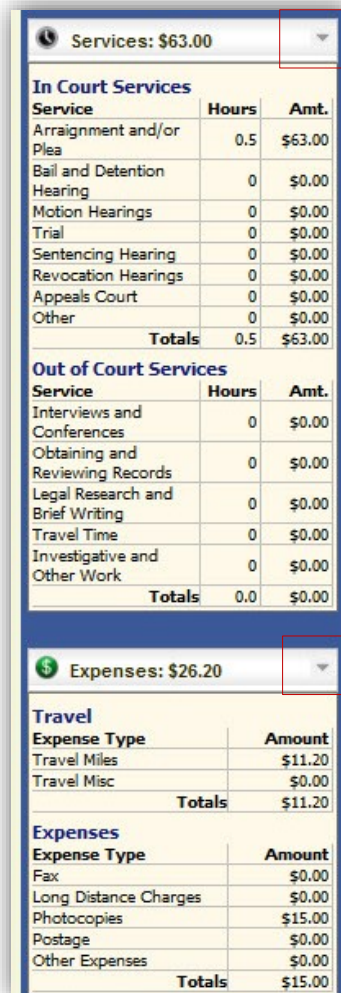 Services: $63.00
In Court Services
Service Hours Amt.
Arraignment and/or
Plea 0.5 $63.00
Bail and Detention
Hearing 0 $0.00
Motion Hearings 0 $0.00
Trial 0 $0.00
Sentencing Hearing 0 $0.00
Revocation Hearings 0 $0.00
Appeals Court 0 $0.00
Other 0 $0.00
Totals 0.5 $63.00
Out of Court Services
Service Hours Amt.
Interviews and
Conferences 0 $0.00
Obtaining and
Reviewing Records 0 $0.00
Legal Research and
Brief Writing 0 $0.00
Travel Time 0 $0.00
Investigative and
Other Work 0 $0.00
Totals 0.0 $0.00
$ Expenses: $26.20
Travel
Expense Type Amount
Travel Miles $11.20
Travel Misc $0.00
Totals $11.20
Expenses
Expense Type Amount
Fax $0.00
Long Distance Charges $0.00
Photocopies $15.00
Postage $0.00
Other Expenses $0.00
Totals $15.00